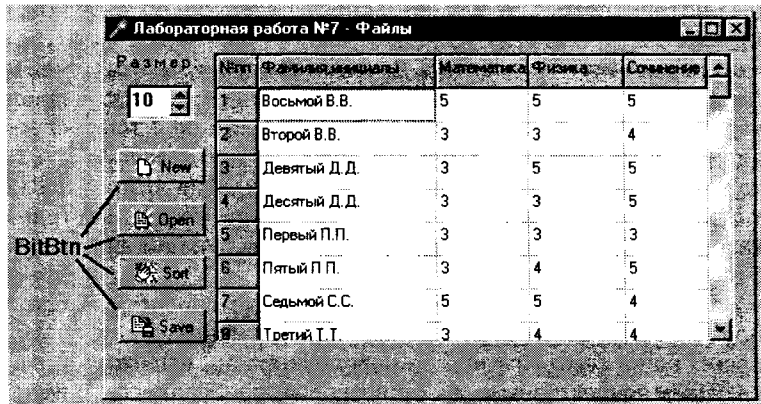 Лабораторная работа №7 - Файлы
Размер.
10
№пп Фамилия,инициалы Математика Физика Сочинение
1 Восьмой В.В. 5 5 5
2 Второй В.В. 3 3 4
3 Девятый Д.Д. 3 5 5
4 Десятый Д.Д. 3 3 5
5 Первый П.П. 3 3 3
6 Пятый П П. 3 4 5
7 Седьмой С.С. 5 5 4
8 Третий Т.Т. 3 4 4
New
Open
Sort
Save
BitBtn